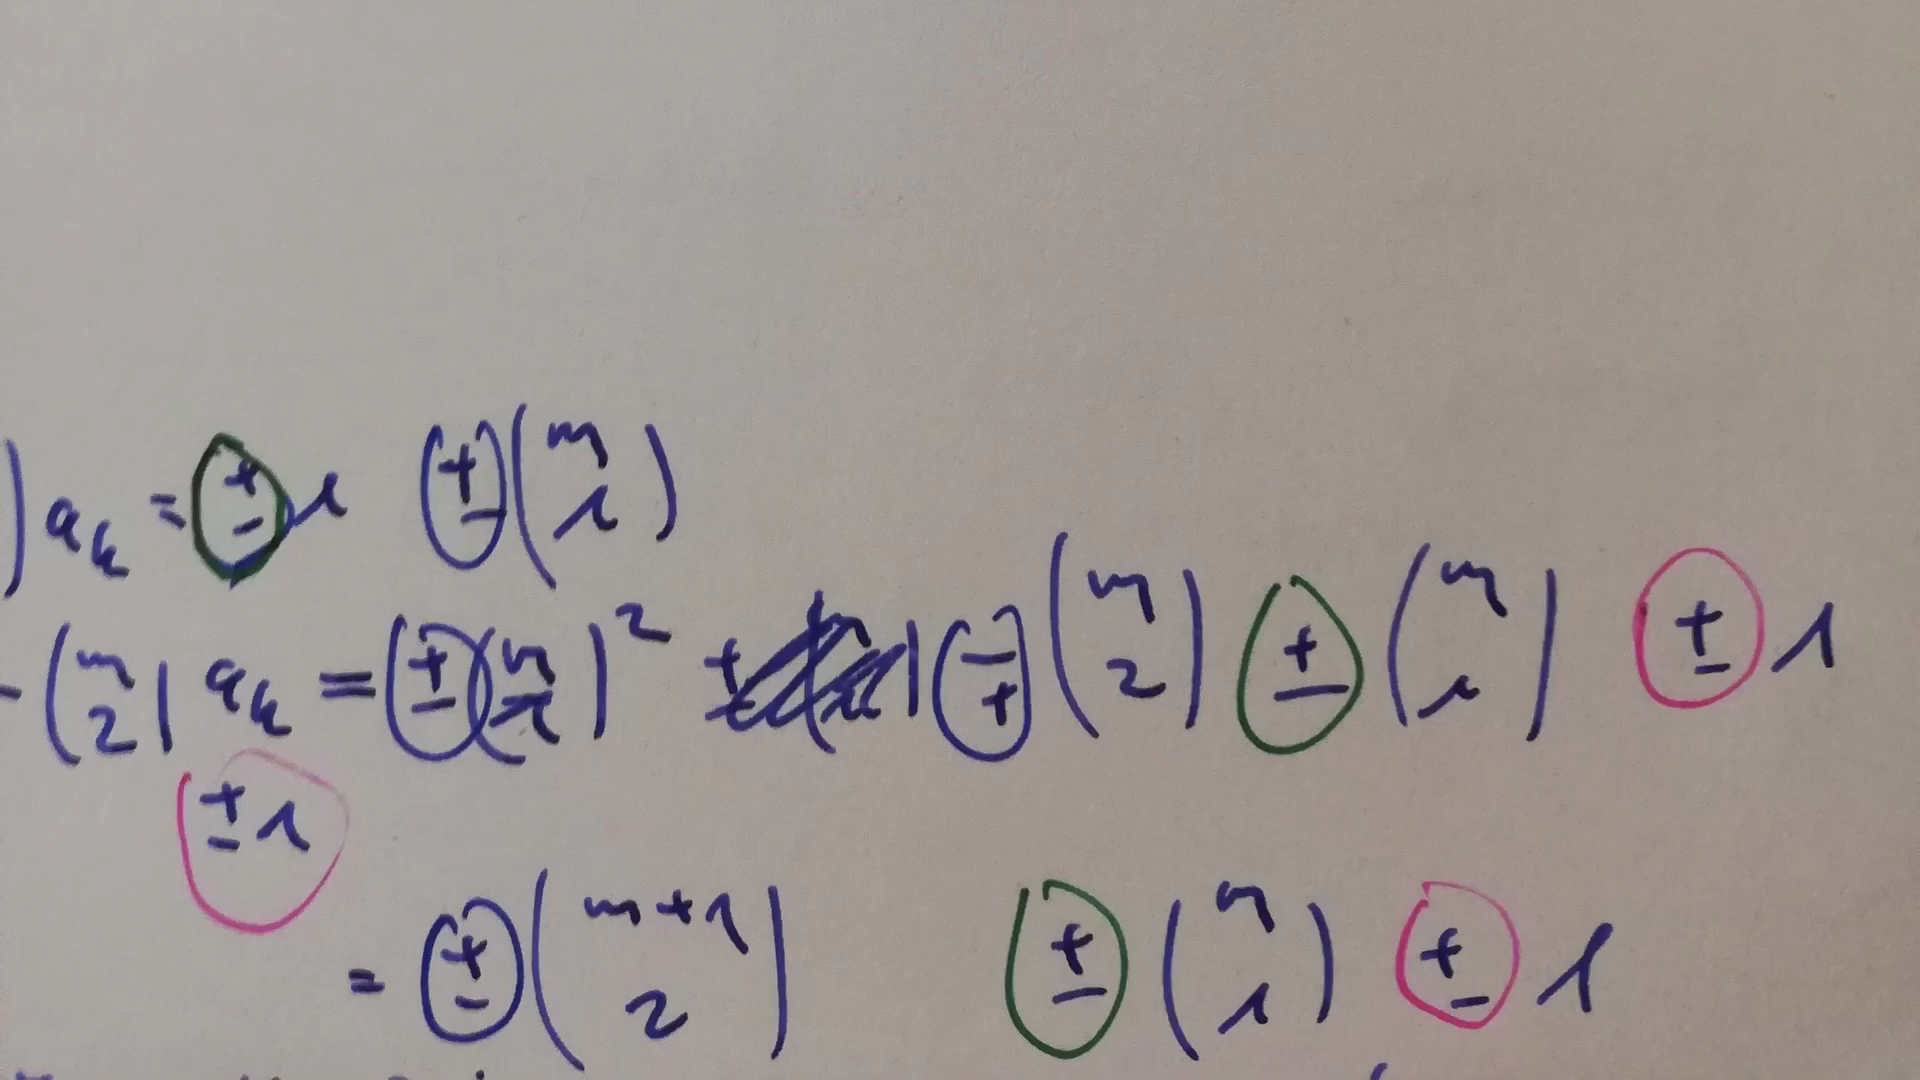 ) a_k = ± 1 ± (m 1)
- (m 2) a_k = ± (m 1)² + ∓ (m 2) ± (m 1) ± 1
± 1
= ± (m+1 2) ± (m 1) ± 1